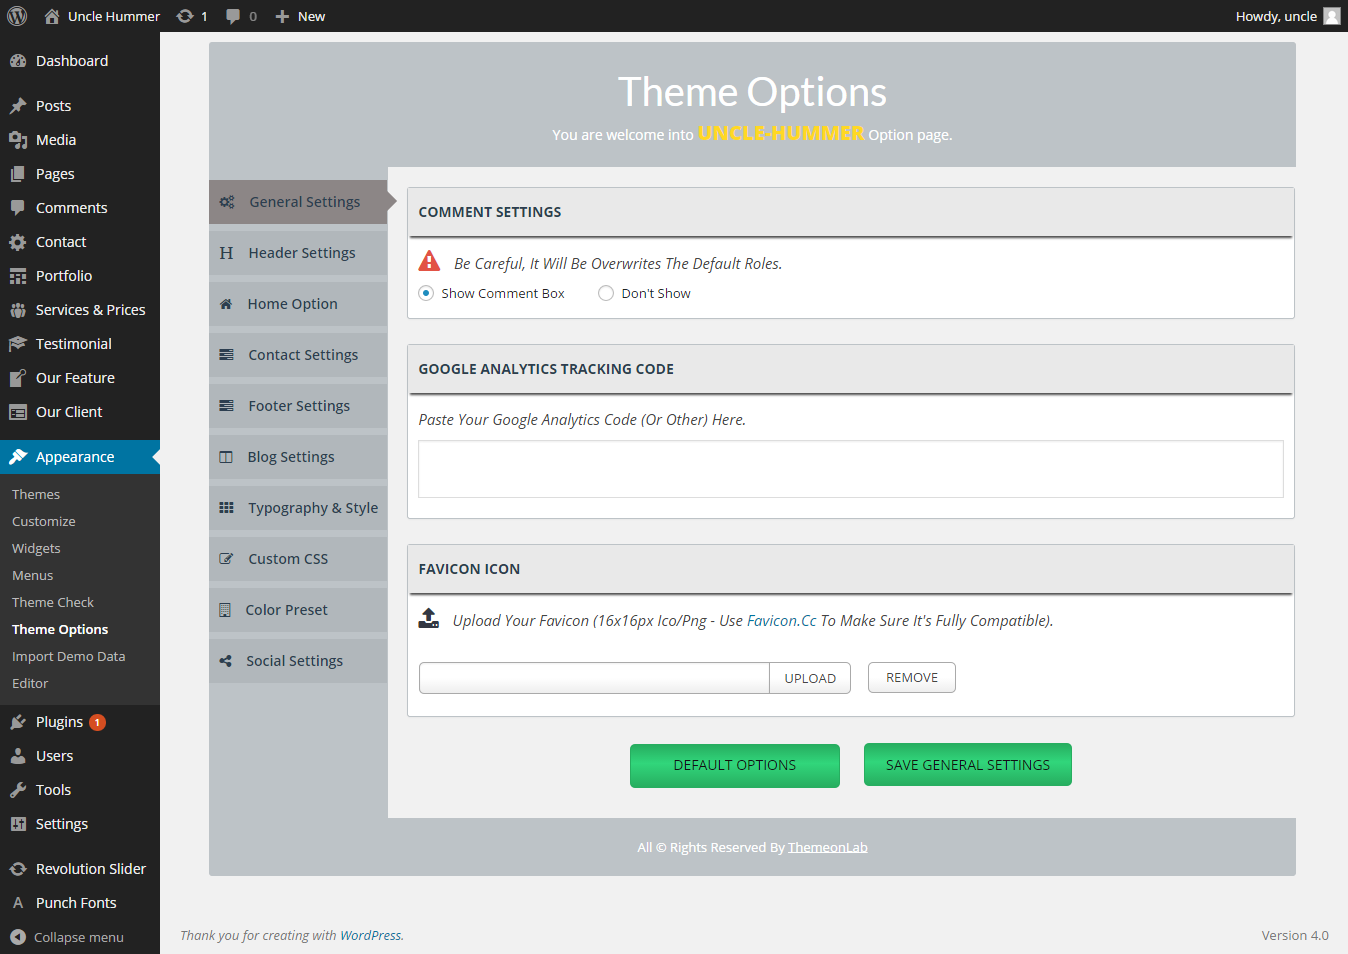 Uncle Hummer 1 0 New Howdy, uncle
Dashboard
Posts
Media
Pages
Comments
Contact
Portfolio
Services & Prices
Testimonial
Our Feature
Our Client
Appearance
Themes
Customize
Widgets
Menus
Theme Check
Theme Options
Import Demo Data
Editor
Plugins 1
Users
Tools
Settings
Revolution Slider
A Punch Fonts
Collapse menu
Theme Options
You are welcome into UNCLE-HUMMER Option page.
General Settings
H Header Settings
Home Option
Contact Settings
Footer Settings
Blog Settings
Typography & Style
Custom CSS
Color Preset
Social Settings
COMMENT SETTINGS
Be Careful, It Will Be Overwrites The Default Roles.
Show Comment Box Don't Show
GOOGLE ANALYTICS TRACKING CODE
Paste Your Google Analytics Code (Or Other) Here.
FAVICON ICON
Upload Your Favicon (16x16px Ico/Png - Use Favicon.Cc To Make Sure It's Fully Compatible).
UPLOAD REMOVE
DEFAULT OPTIONS SAVE GENERAL SETTINGS
All © Rights Reserved By ThemeonLab
Thank you for creating with WordPress. Version 4.0